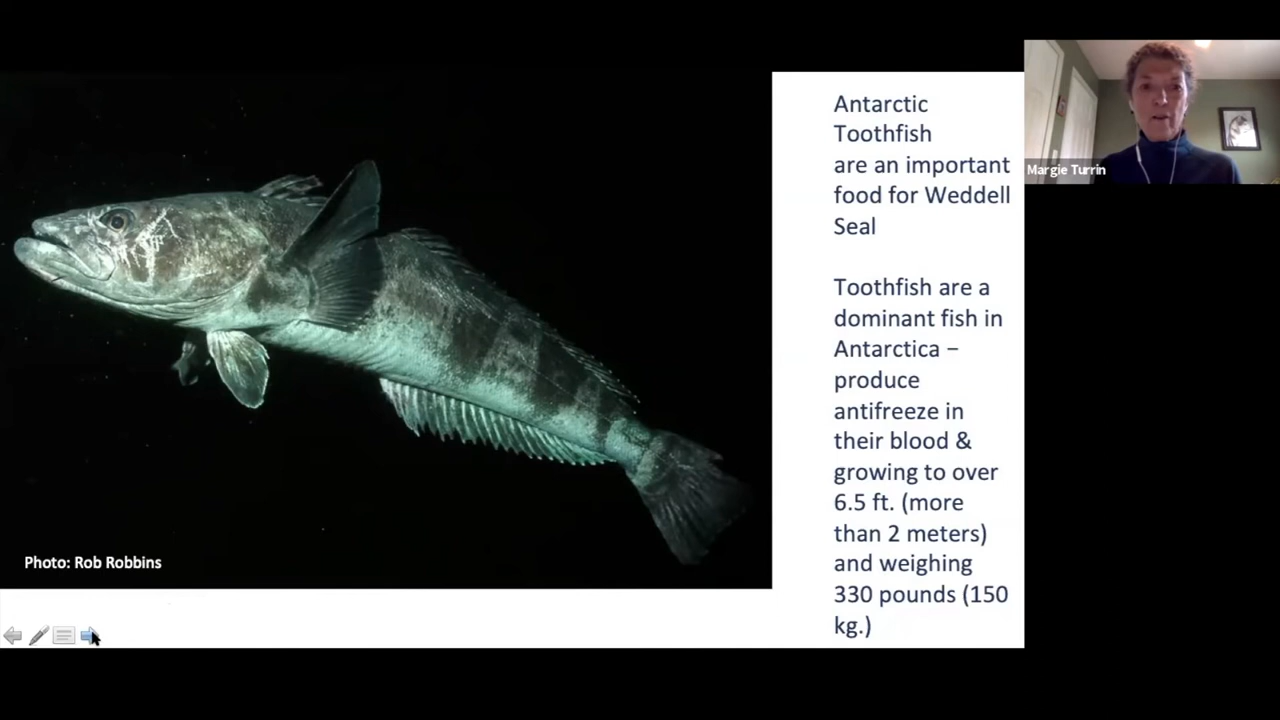 Antarctic
Toothfish
are an important
food for Weddell
Seal
Toothfish are a
dominant fish in
Antarctica –
produce
antifreeze in
their blood &
growing to over
6.5 ft. (more
than 2 meters)
and weighing
330 pounds (150
kg.)
Photo: Rob Robbins
Margie Turrin